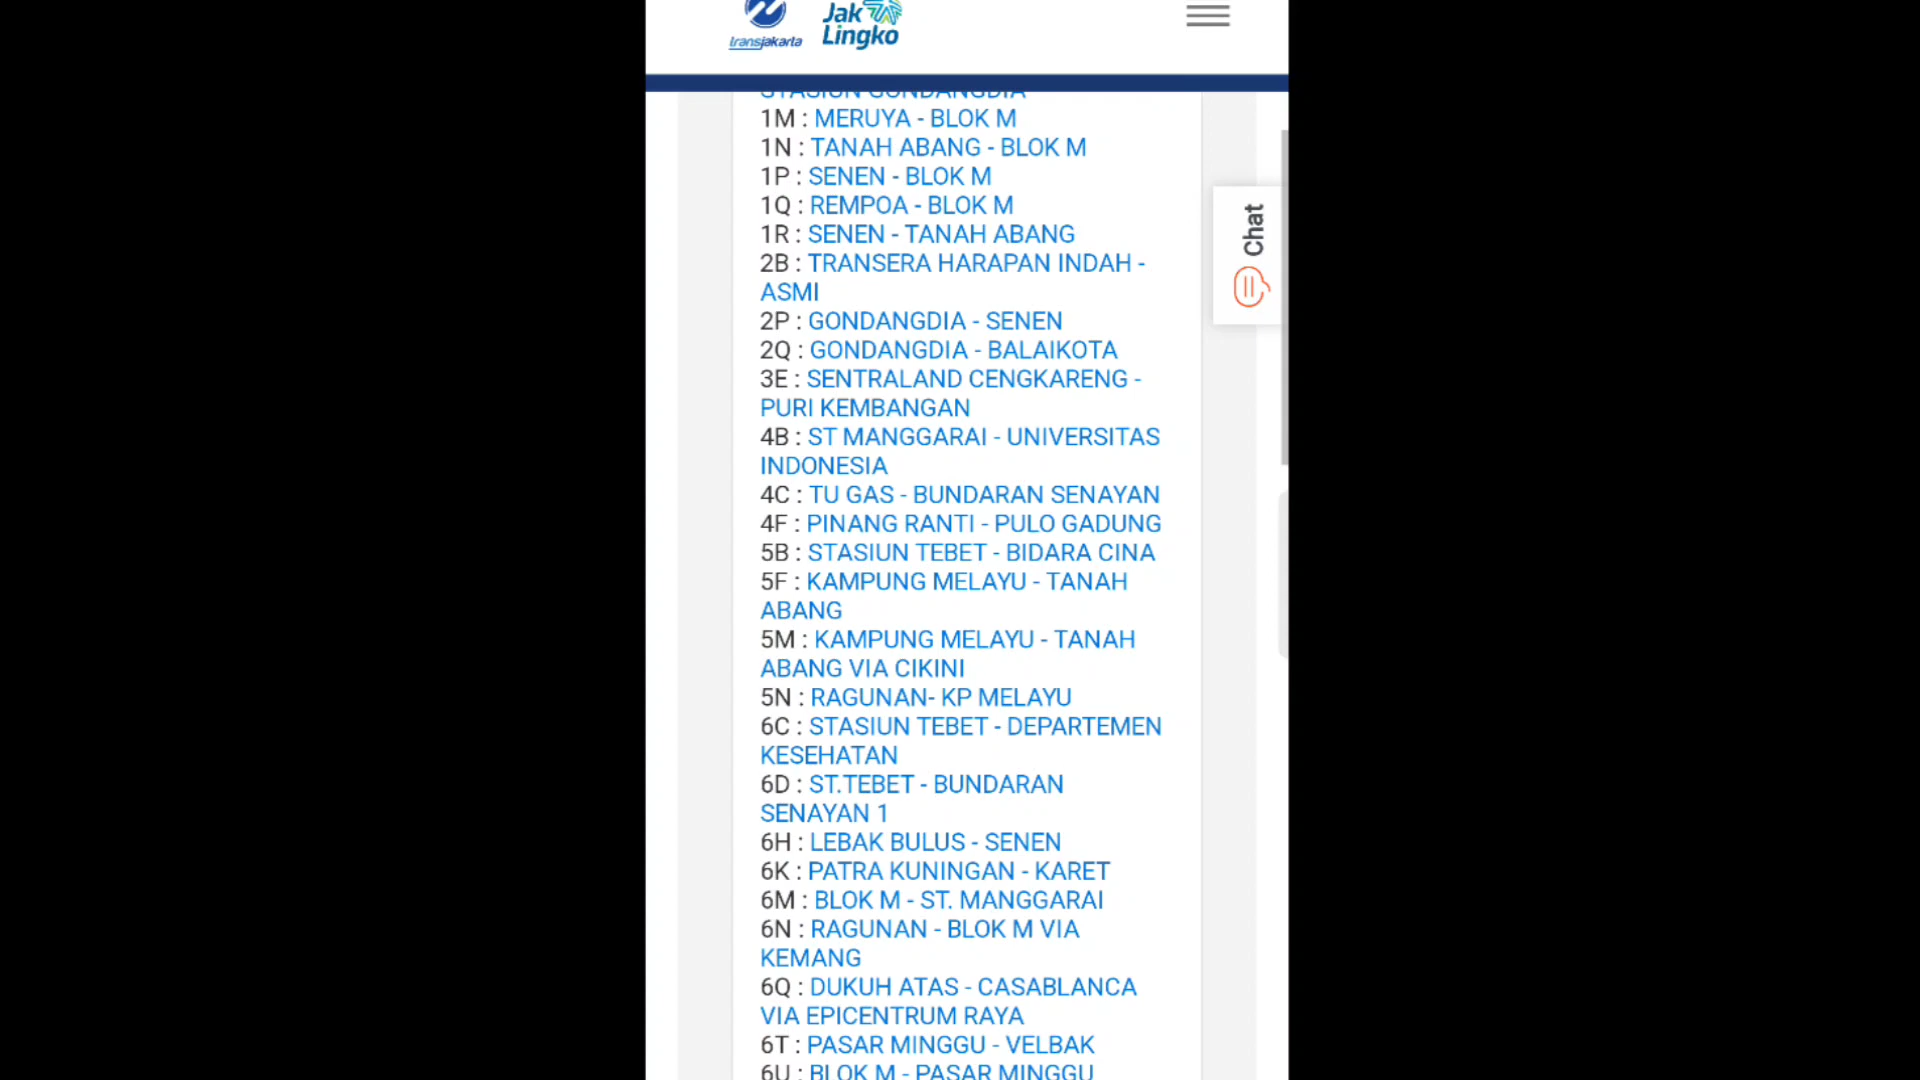 transjakarta
Jak
Lingko
STASIUN GONDANGDIA
1M : MERUYA - BLOK M
1N : TANAH ABANG - BLOK M
1P : SENEN - BLOK M
1Q : REMPOA - BLOK M
1R : SENEN - TANAH ABANG
2B : TRANSERA HARAPAN INDAH -
ASMI
2P : GONDANGDIA - SENEN
2Q : GONDANGDIA - BALAIKOTA
3E : SENTRALAND CENGKARENG -
PURI KEMBANGAN
4B : ST MANGGARAI - UNIVERSITAS
INDONESIA
4C : TU GAS - BUNDARAN SENAYAN
4F : PINANG RANTI - PULO GADUNG
5B : STASIUN TEBET - BIDARA CINA
5F : KAMPUNG MELAYU - TANAH
ABANG
5M : KAMPUNG MELAYU - TANAH
ABANG VIA CIKINI
5N : RAGUNAN- KP MELAYU
6C : STASIUN TEBET - DEPARTEMEN
KESEHATAN
6D : ST.TEBET - BUNDARAN
SENAYAN 1
6H : LEBAK BULUS - SENEN
6K : PATRA KUNINGAN - KARET
6M : BLOK M - ST. MANGGARAI
6N : RAGUNAN - BLOK M VIA
KEMANG
6Q : DUKUH ATAS - CASABLANCA
VIA EPICENTRUM RAYA
6T : PASAR MINGGU - VELBAK
6U : BLOK M - PASAR MINGGU
Chat